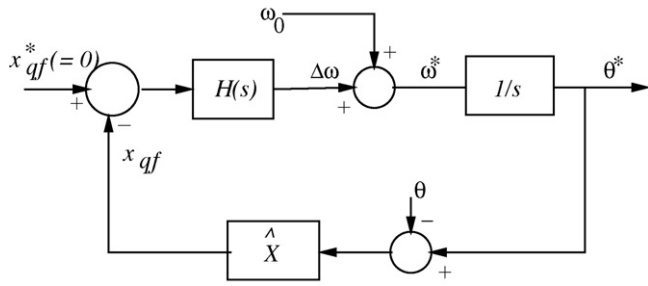 x*qf (= 0)
+
−
H(s)
Δω
+
ω0
+
ω*
1/s
θ*
xqf
^X
θ
−
+